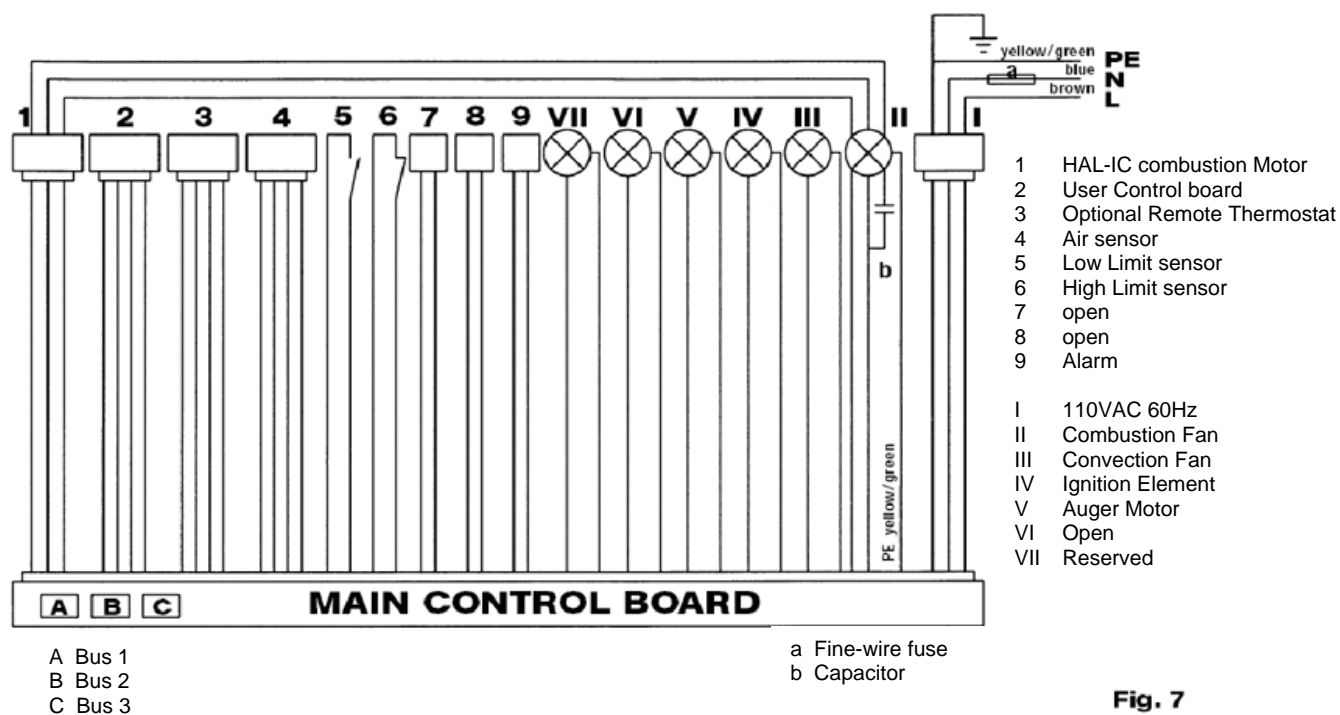 yellow/green PE
a blue N
brown L
1 2 3 4 5 6 7 8 9 VII VI V IV III II I
b
PE yellow/green
1 HAL-IC combustion Motor
2 User Control board
3 Optional Remote Thermostat
4 Air sensor
5 Low Limit sensor
6 High Limit sensor
7 open
8 open
9 Alarm
I 110VAC 60Hz
II Combustion Fan
III Convection Fan
IV Ignition Element
V Auger Motor
VI Open
VII Reserved
A B C MAIN CONTROL BOARD
A Bus 1
B Bus 2
C Bus 3
a Fine-wire fuse
b Capacitor
Fig. 7